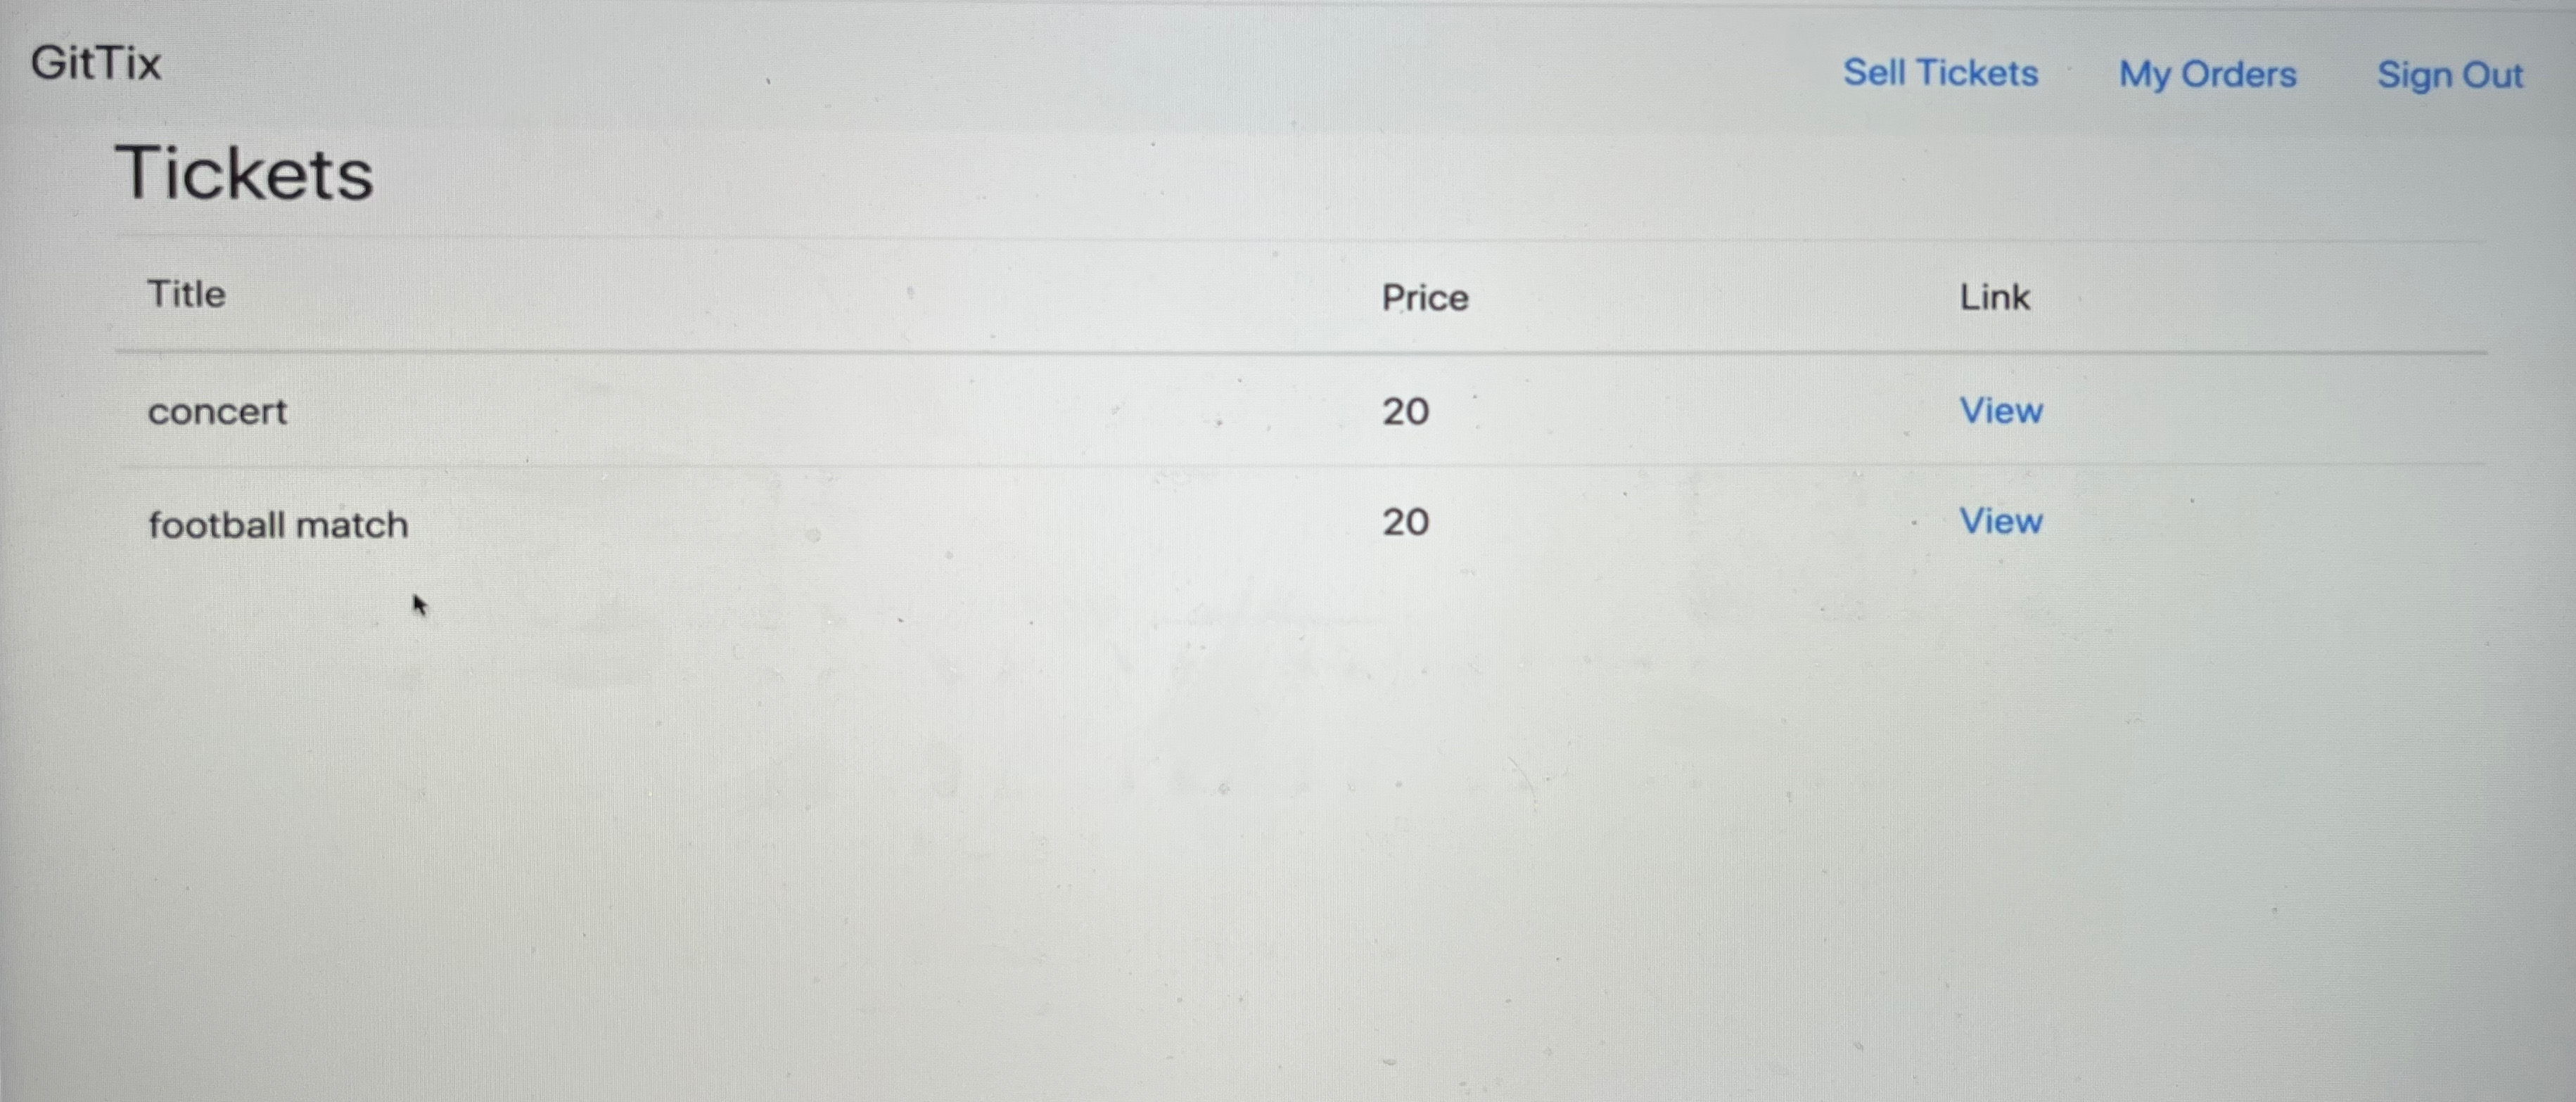 GitTix Sell Tickets My Orders Sign Out
Tickets
Title Price Link
concert 20 View
football match 20 View